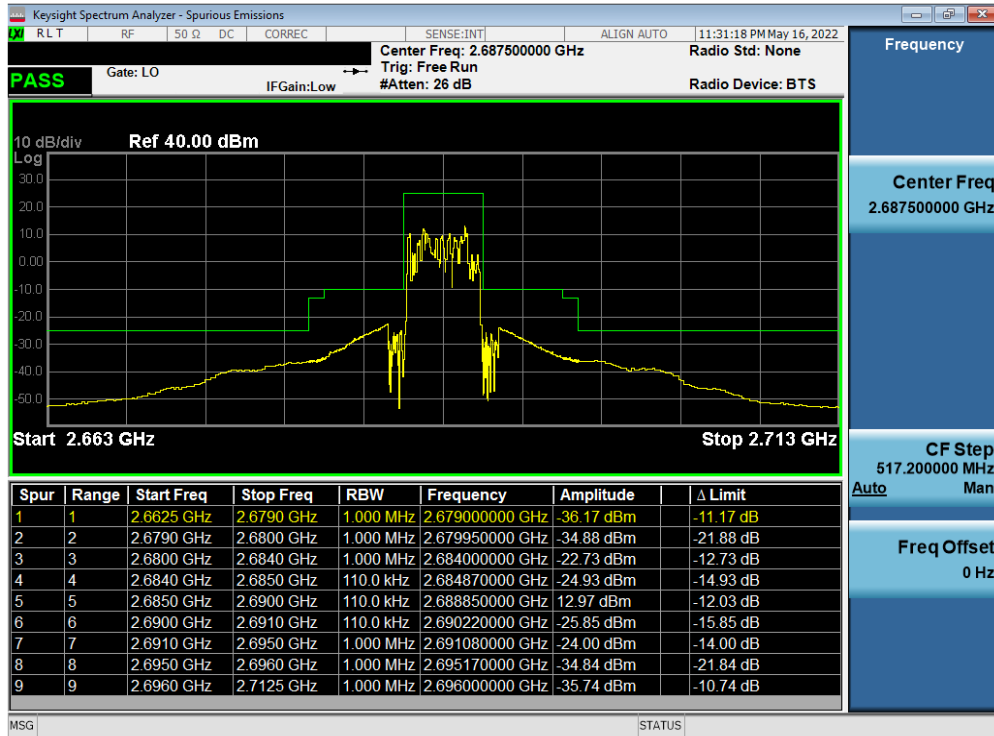 Keysight Spectrum Analyzer - Spurious Emissions
LXI RLT RF 50 Ω DC CORREC SENSE:INT ALIGN AUTO 11:31:18 PM May 16, 2022
Center Freq: 2.687500000 GHz Radio Std: None
Gate: LO Trig: Free Run
PASS IFGain:Low #Atten: 26 dB Radio Device: BTS
10 dB/div Ref 40.00 dBm
Log
30.0
20.0
10.0
0.00
-10.0
-20.0
-30.0
-40.0
-50.0
Start 2.663 GHz Stop 2.713 GHz
Spur Range Start Freq Stop Freq RBW Frequency Amplitude Δ Limit
1 1 2.6625 GHz 2.6790 GHz 1.000 MHz 2.679000000 GHz -36.17 dBm -11.17 dB
2 2 2.6790 GHz 2.6800 GHz 1.000 MHz 2.679950000 GHz -34.88 dBm -21.88 dB
3 3 2.6800 GHz 2.6840 GHz 1.000 MHz 2.684000000 GHz -22.73 dBm -12.73 dB
4 4 2.6840 GHz 2.6850 GHz 110.0 kHz 2.684870000 GHz -24.93 dBm -14.93 dB
5 5 2.6850 GHz 2.6900 GHz 110.0 kHz 2.688850000 GHz 12.97 dBm -12.03 dB
6 6 2.6900 GHz 2.6910 GHz 110.0 kHz 2.690220000 GHz -25.85 dBm -15.85 dB
7 7 2.6910 GHz 2.6950 GHz 1.000 MHz 2.691080000 GHz -24.00 dBm -14.00 dB
8 8 2.6950 GHz 2.6960 GHz 1.000 MHz 2.695170000 GHz -34.84 dBm -21.84 dB
9 9 2.6960 GHz 2.7125 GHz 1.000 MHz 2.696000000 GHz -35.74 dBm -10.74 dB
MSG STATUS
Frequency
Center Freq
2.687500000 GHz
CF Step
517.200000 MHz
Auto Man
Freq Offset
0 Hz